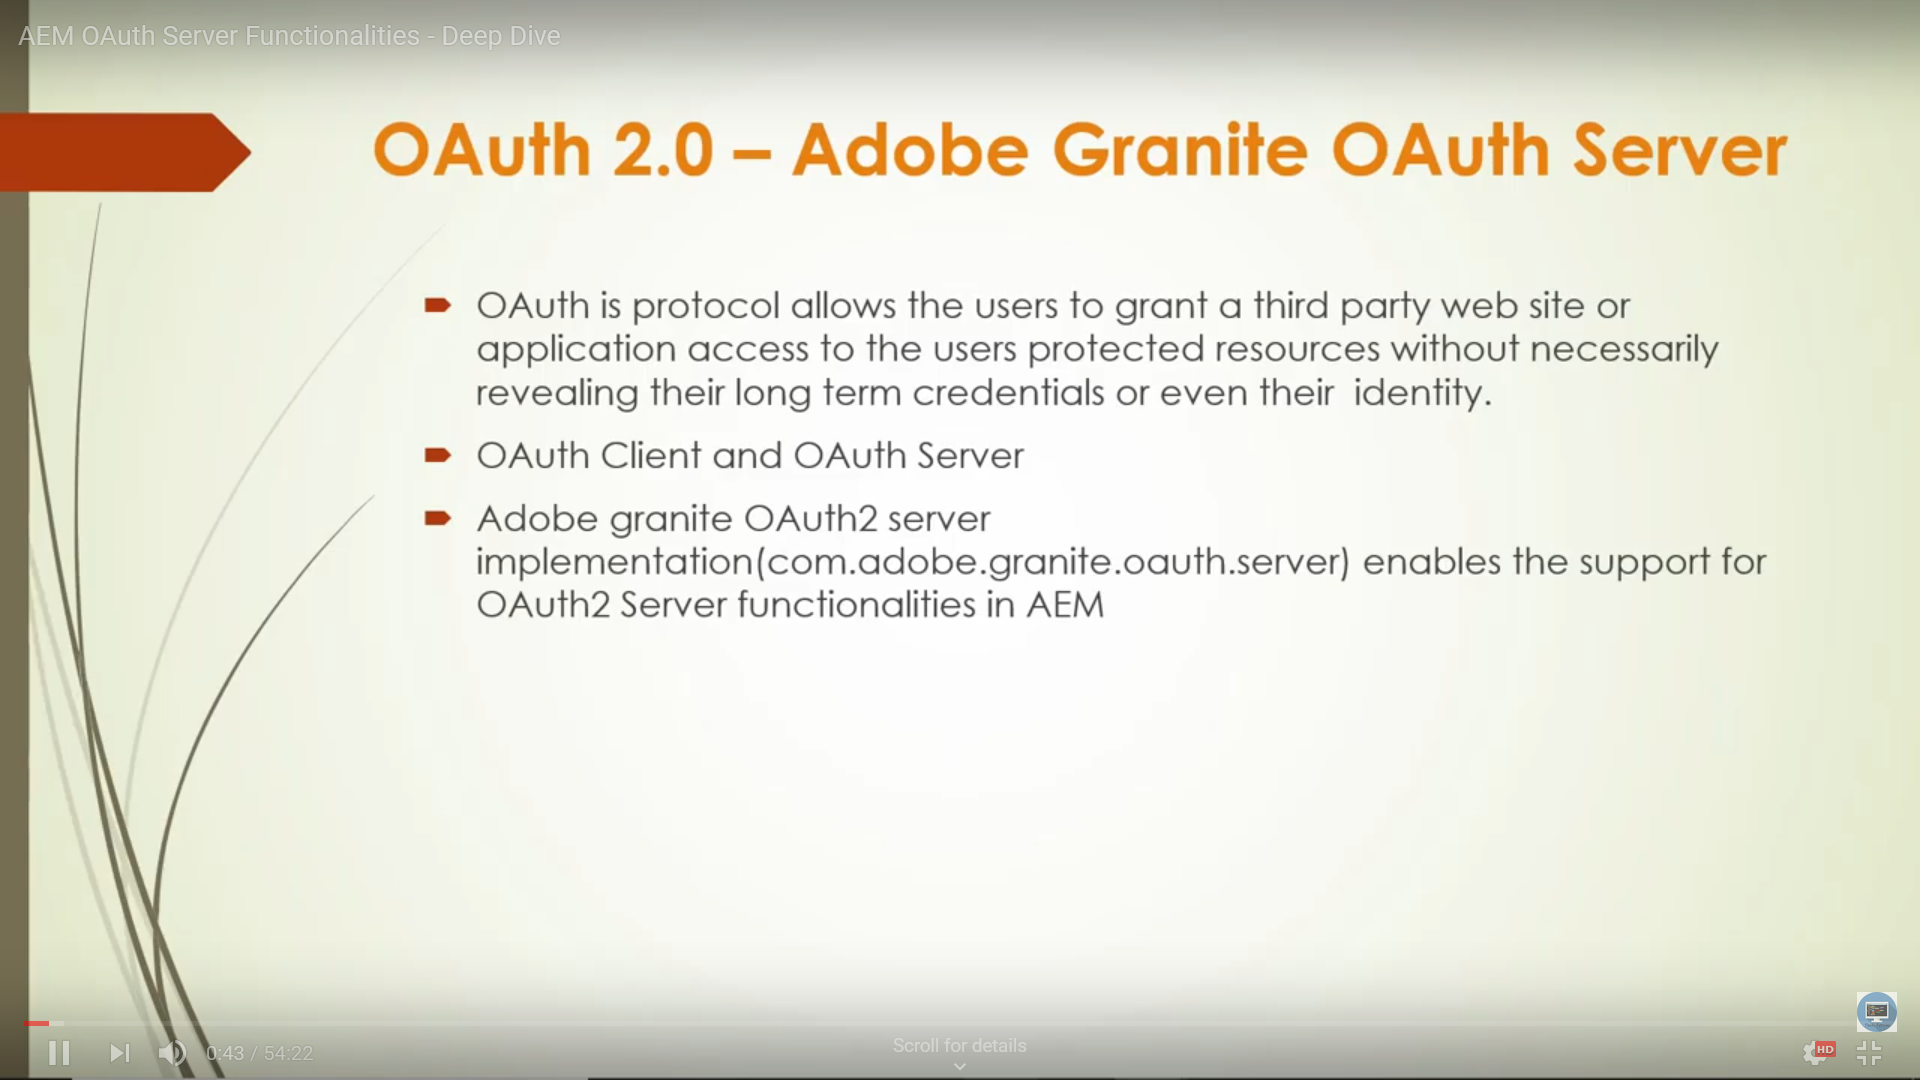 AEM OAuth Server Functionalities - Deep Dive
OAuth 2.0 – Adobe Granite OAuth Server
OAuth is protocol allows the users to grant a third party web site or
application access to the users protected resources without necessarily
revealing their long term credentials or even their  identity.
OAuth Client and OAuth Server
Adobe granite OAuth2 server
implementation(com.adobe.granite.oauth.server) enables the support for
OAuth2 Server functionalities in AEM
0:43 / 54:22
Scroll for details
HD